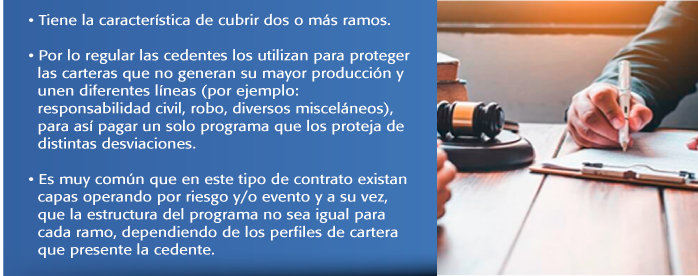 • Tiene la característica de cubrir dos o más ramos.
• Por lo regular las cedentes los utilizan para proteger
las carteras que no generan su mayor producción y
unen diferentes líneas (por ejemplo:
responsabilidad civil, robo, diversos misceláneos),
para así pagar un solo programa que los proteja de
distintas desviaciones.
• Es muy común que en este tipo de contrato existan
capas operando por riesgo y/o evento y a su vez,
que la estructura del programa no sea igual para
cada ramo, dependiendo de los perfiles de cartera
que presente la cedente.